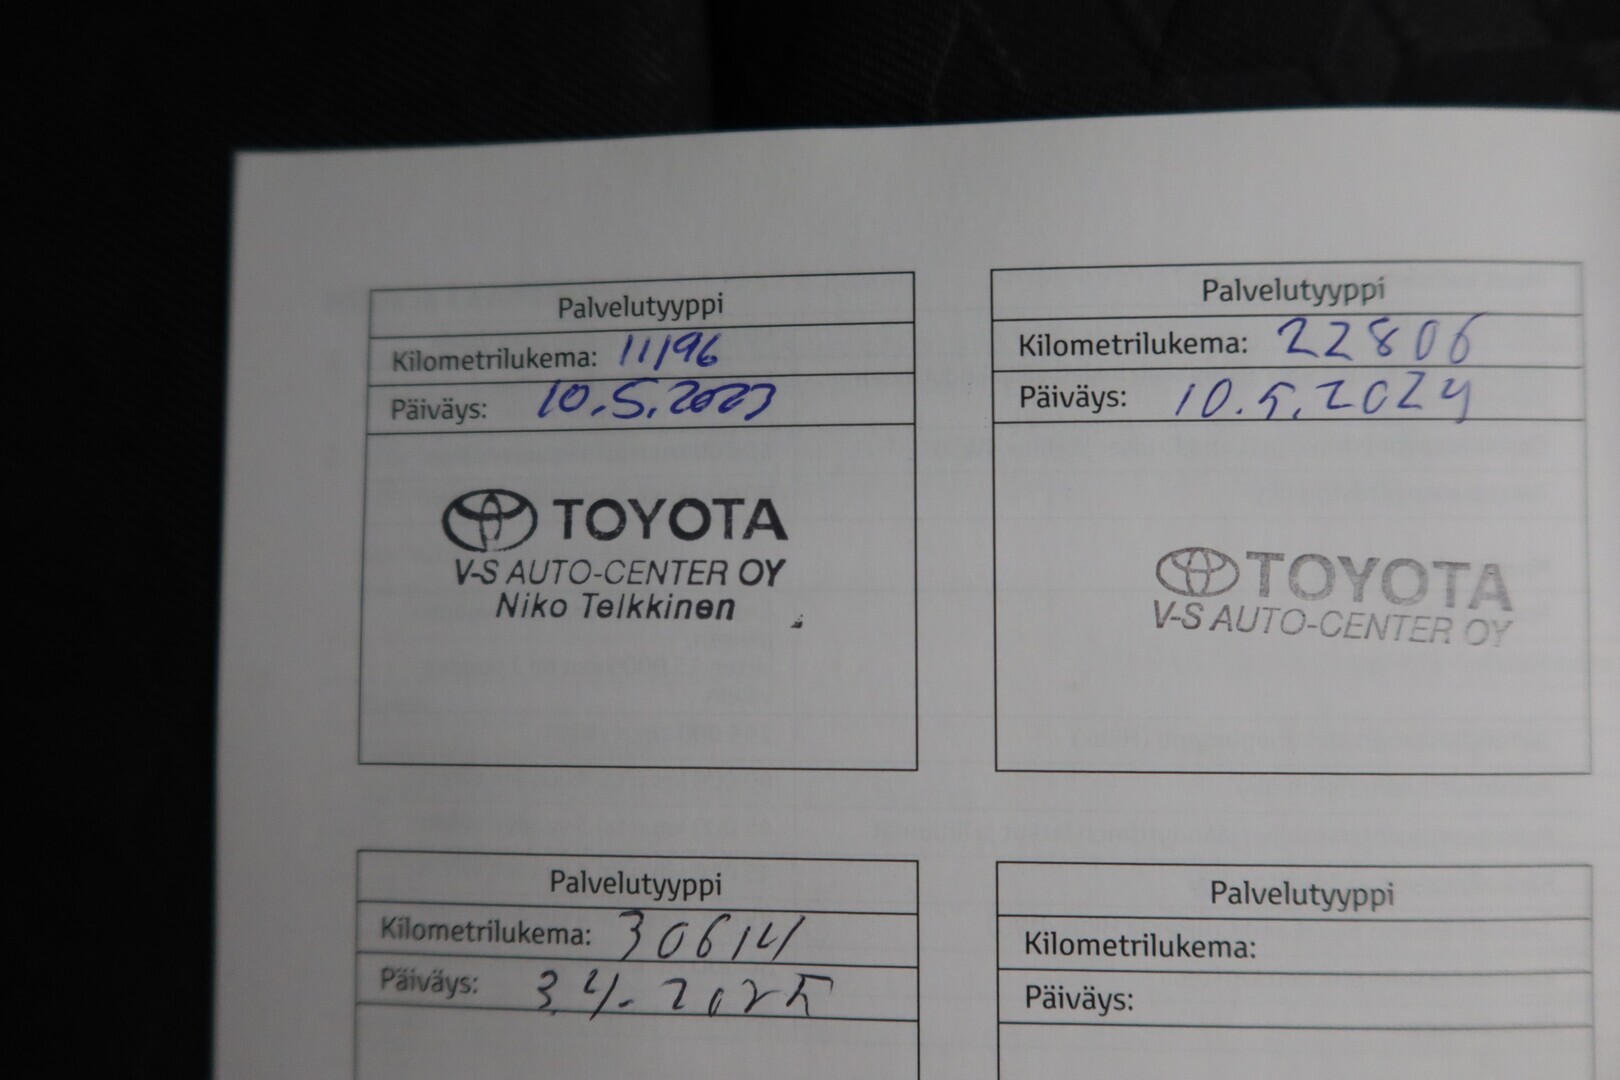 Palvelutyyppi
Kilometrilukema: 11196
Päiväys: 10.5.2023
TOYOTA
V-S AUTO-CENTER OY
Niko Telkkinen
Palvelutyyppi
Kilometrilukema: 22806
Päiväys: 10.5.2024
TOYOTA
V-S AUTO-CENTER OY
Palvelutyyppi
Kilometrilukema: 30614
Päiväys: 3.4.2025
Palvelutyyppi
Kilometrilukema:
Päiväys: